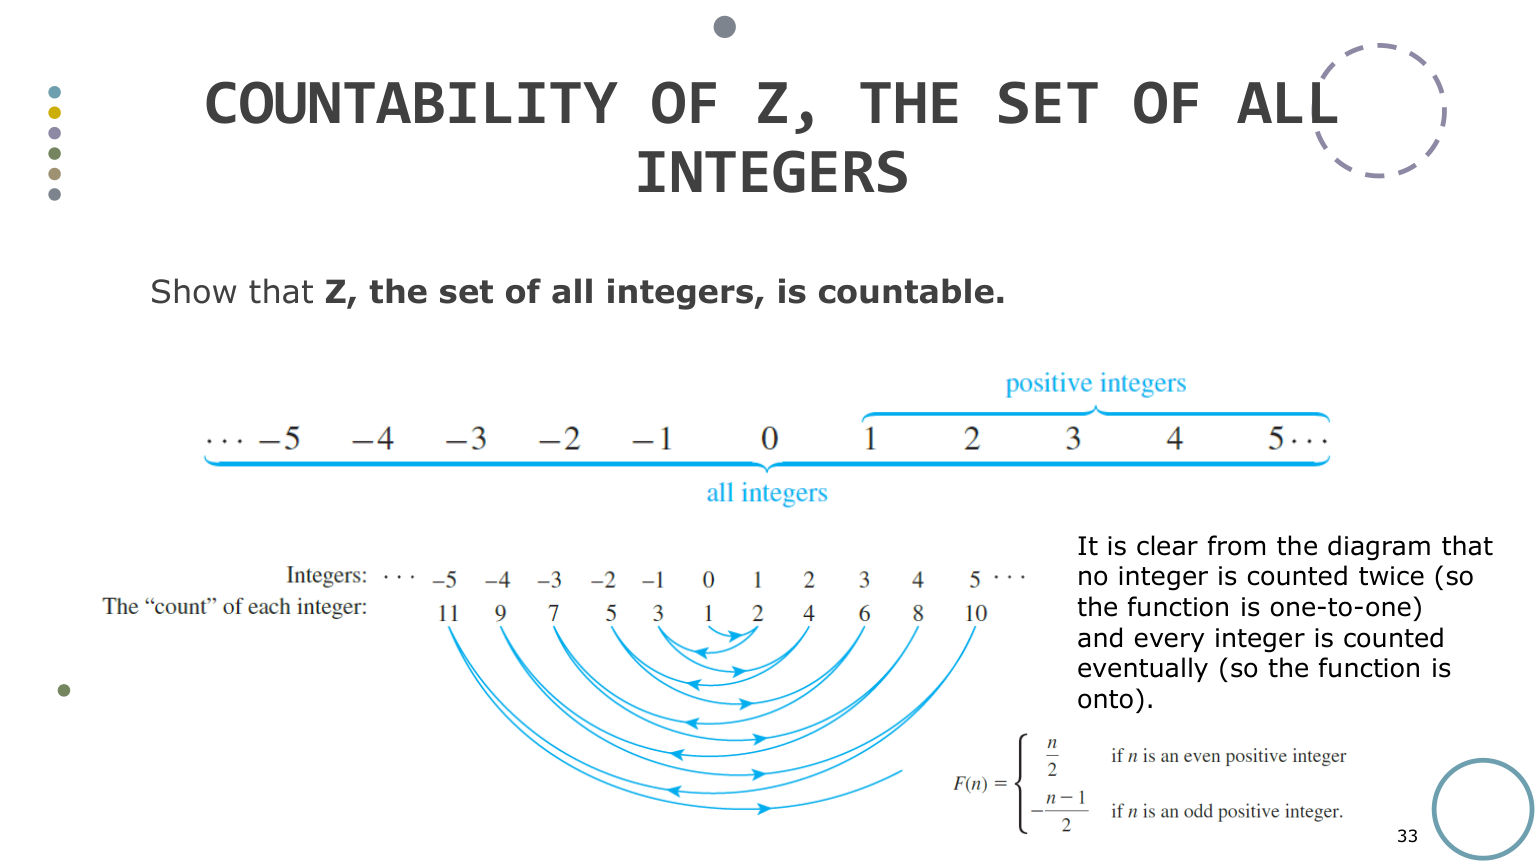 COUNTABILITY OF Z, THE SET OF ALL
INTEGERS
Show that Z, the set of all integers, is countable.
positive integers
··· −5 −4 −3 −2 −1 0 1 2 3 4 5 ···
all integers
Integers: ··· −5 −4 −3 −2 −1 0 1 2 3 4 5 ···
The “count” of each integer: 11 9 7 5 3 1 2 4 6 8 10
It is clear from the diagram that
no integer is counted twice (so
the function is one-to-one)
and every integer is counted
eventually (so the function is
onto).
F(n) = { n/2 if n is an even positive integer
−(n − 1)/2 if n is an odd positive integer.
33